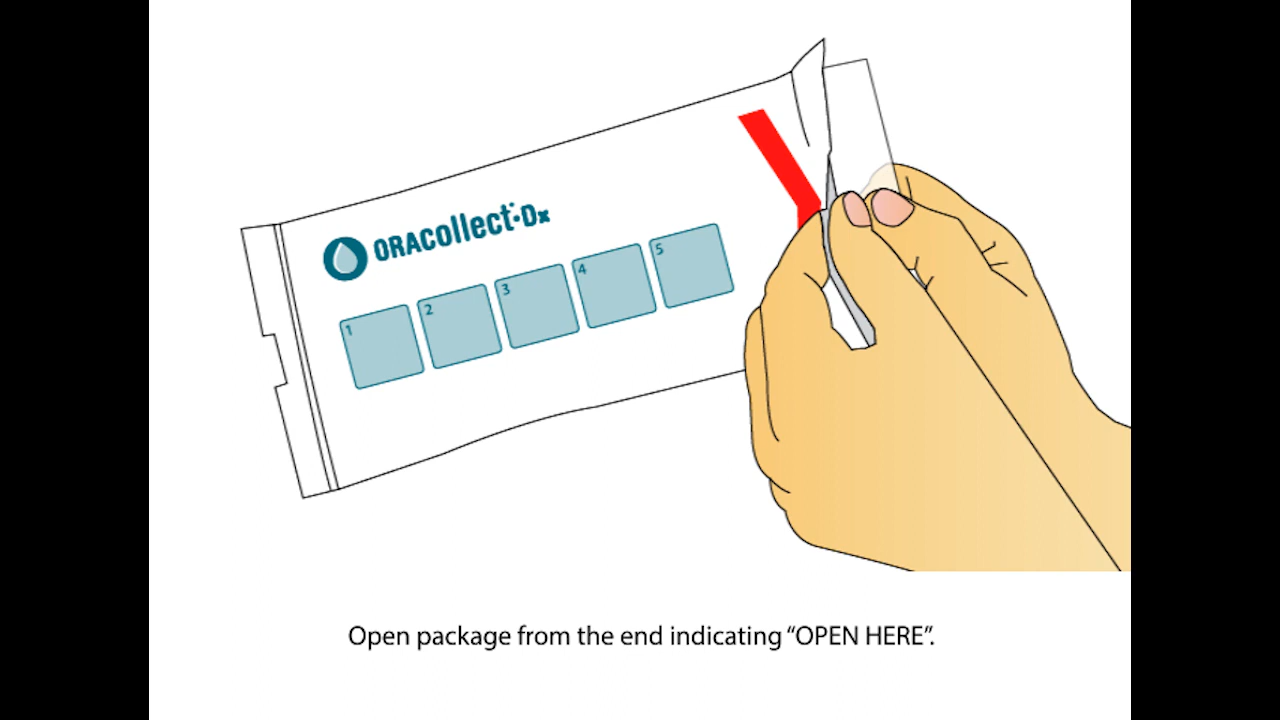 ORAcollect·Dx
1 2 3 4 5
Open package from the end indicating “OPEN HERE”.